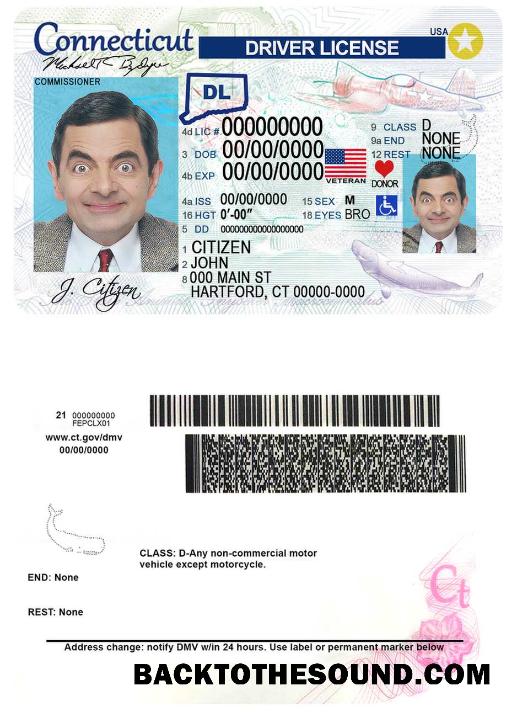 Connecticut
USA
DRIVER LICENSE
COMMISSIONER
DL
4d LIC # 000000000
9 CLASS D
9a END NONE
3 DOB 00/00/0000
12 REST NONE
4b EXP 00/00/0000
VETERAN
DONOR
4a ISS 00/00/0000 15 SEX M
16 HGT 0'-00" 18 EYES BRO
5 DD 0000000000000000000
1 CITIZEN
2 JOHN
8 000 MAIN ST
HARTFORD, CT 00000-0000
J. Citizen
21 000000000
FEPCLX01
www.ct.gov/dmv
00/00/0000
CLASS: D-Any non-commercial motor
vehicle except motorcycle.
END: None
Ct
REST: None
Address change: notify DMV w/in 24 hours. Use label or permanent marker below
BACKTOTHESOUND.COM